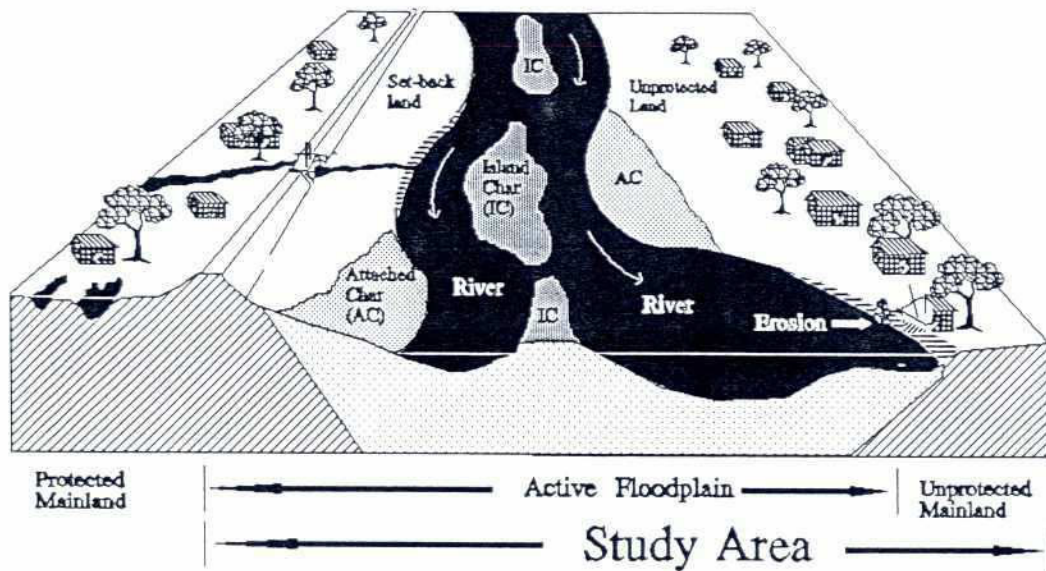 IC
Set-back
land
Unprotected
Land
Island
Char
(IC)
AC
Attached
Char
(AC)
River
IC
River
Erosion
Protected
Mainland
Active Floodplain
Unprotected
Mainland
Study Area